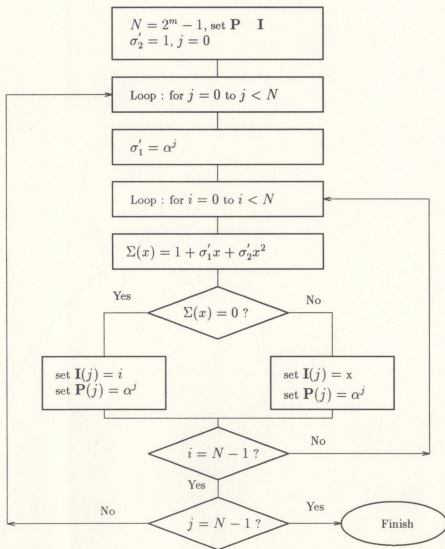 N = 2^m − 1, set P I
σ′_2 = 1, j = 0
Loop : for j = 0 to j < N
σ′_1 = α^j
Loop : for i = 0 to i < N
Σ(x) = 1 + σ′_1x + σ′_2x^2
Yes
No
Σ(x) = 0 ?
set I(j) = i
set P(j) = α^j
set I(j) = x
set P(j) = α^j
i = N − 1 ?
No
Yes
No
j = N − 1 ?
Yes
Finish